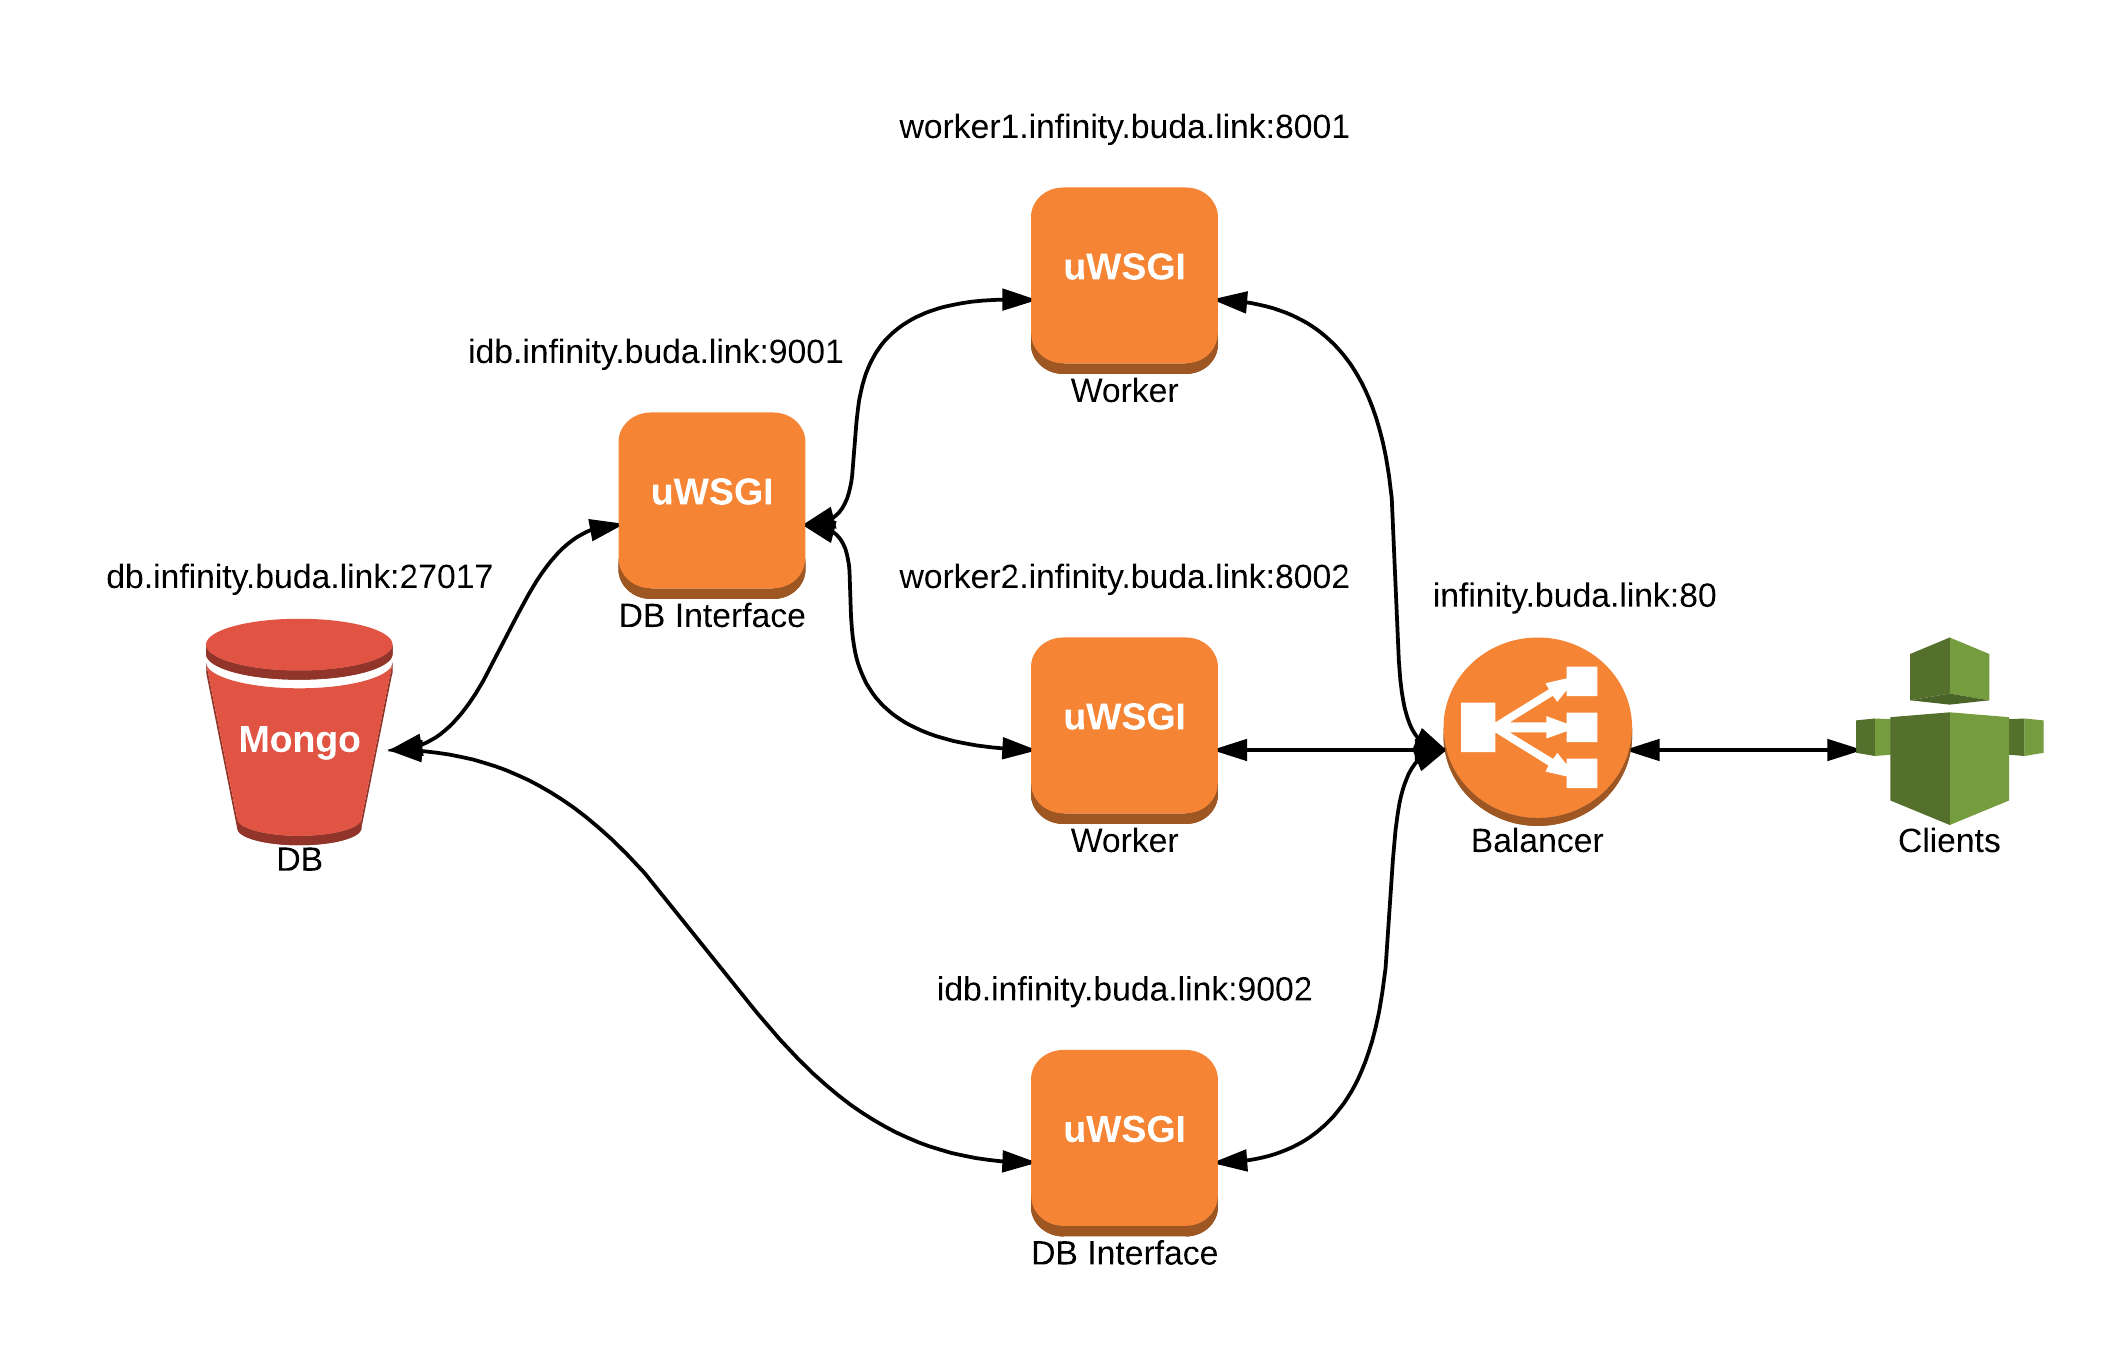 worker1.infinity.buda.link:8001
uWSGI
Worker
idb.infinity.buda.link:9001
uWSGI
DB Interface
db.infinity.buda.link:27017
Mongo
DB
worker2.infinity.buda.link:8002
uWSGI
Worker
infinity.buda.link:80
Balancer
Clients
idb.infinity.buda.link:9002
uWSGI
DB Interface